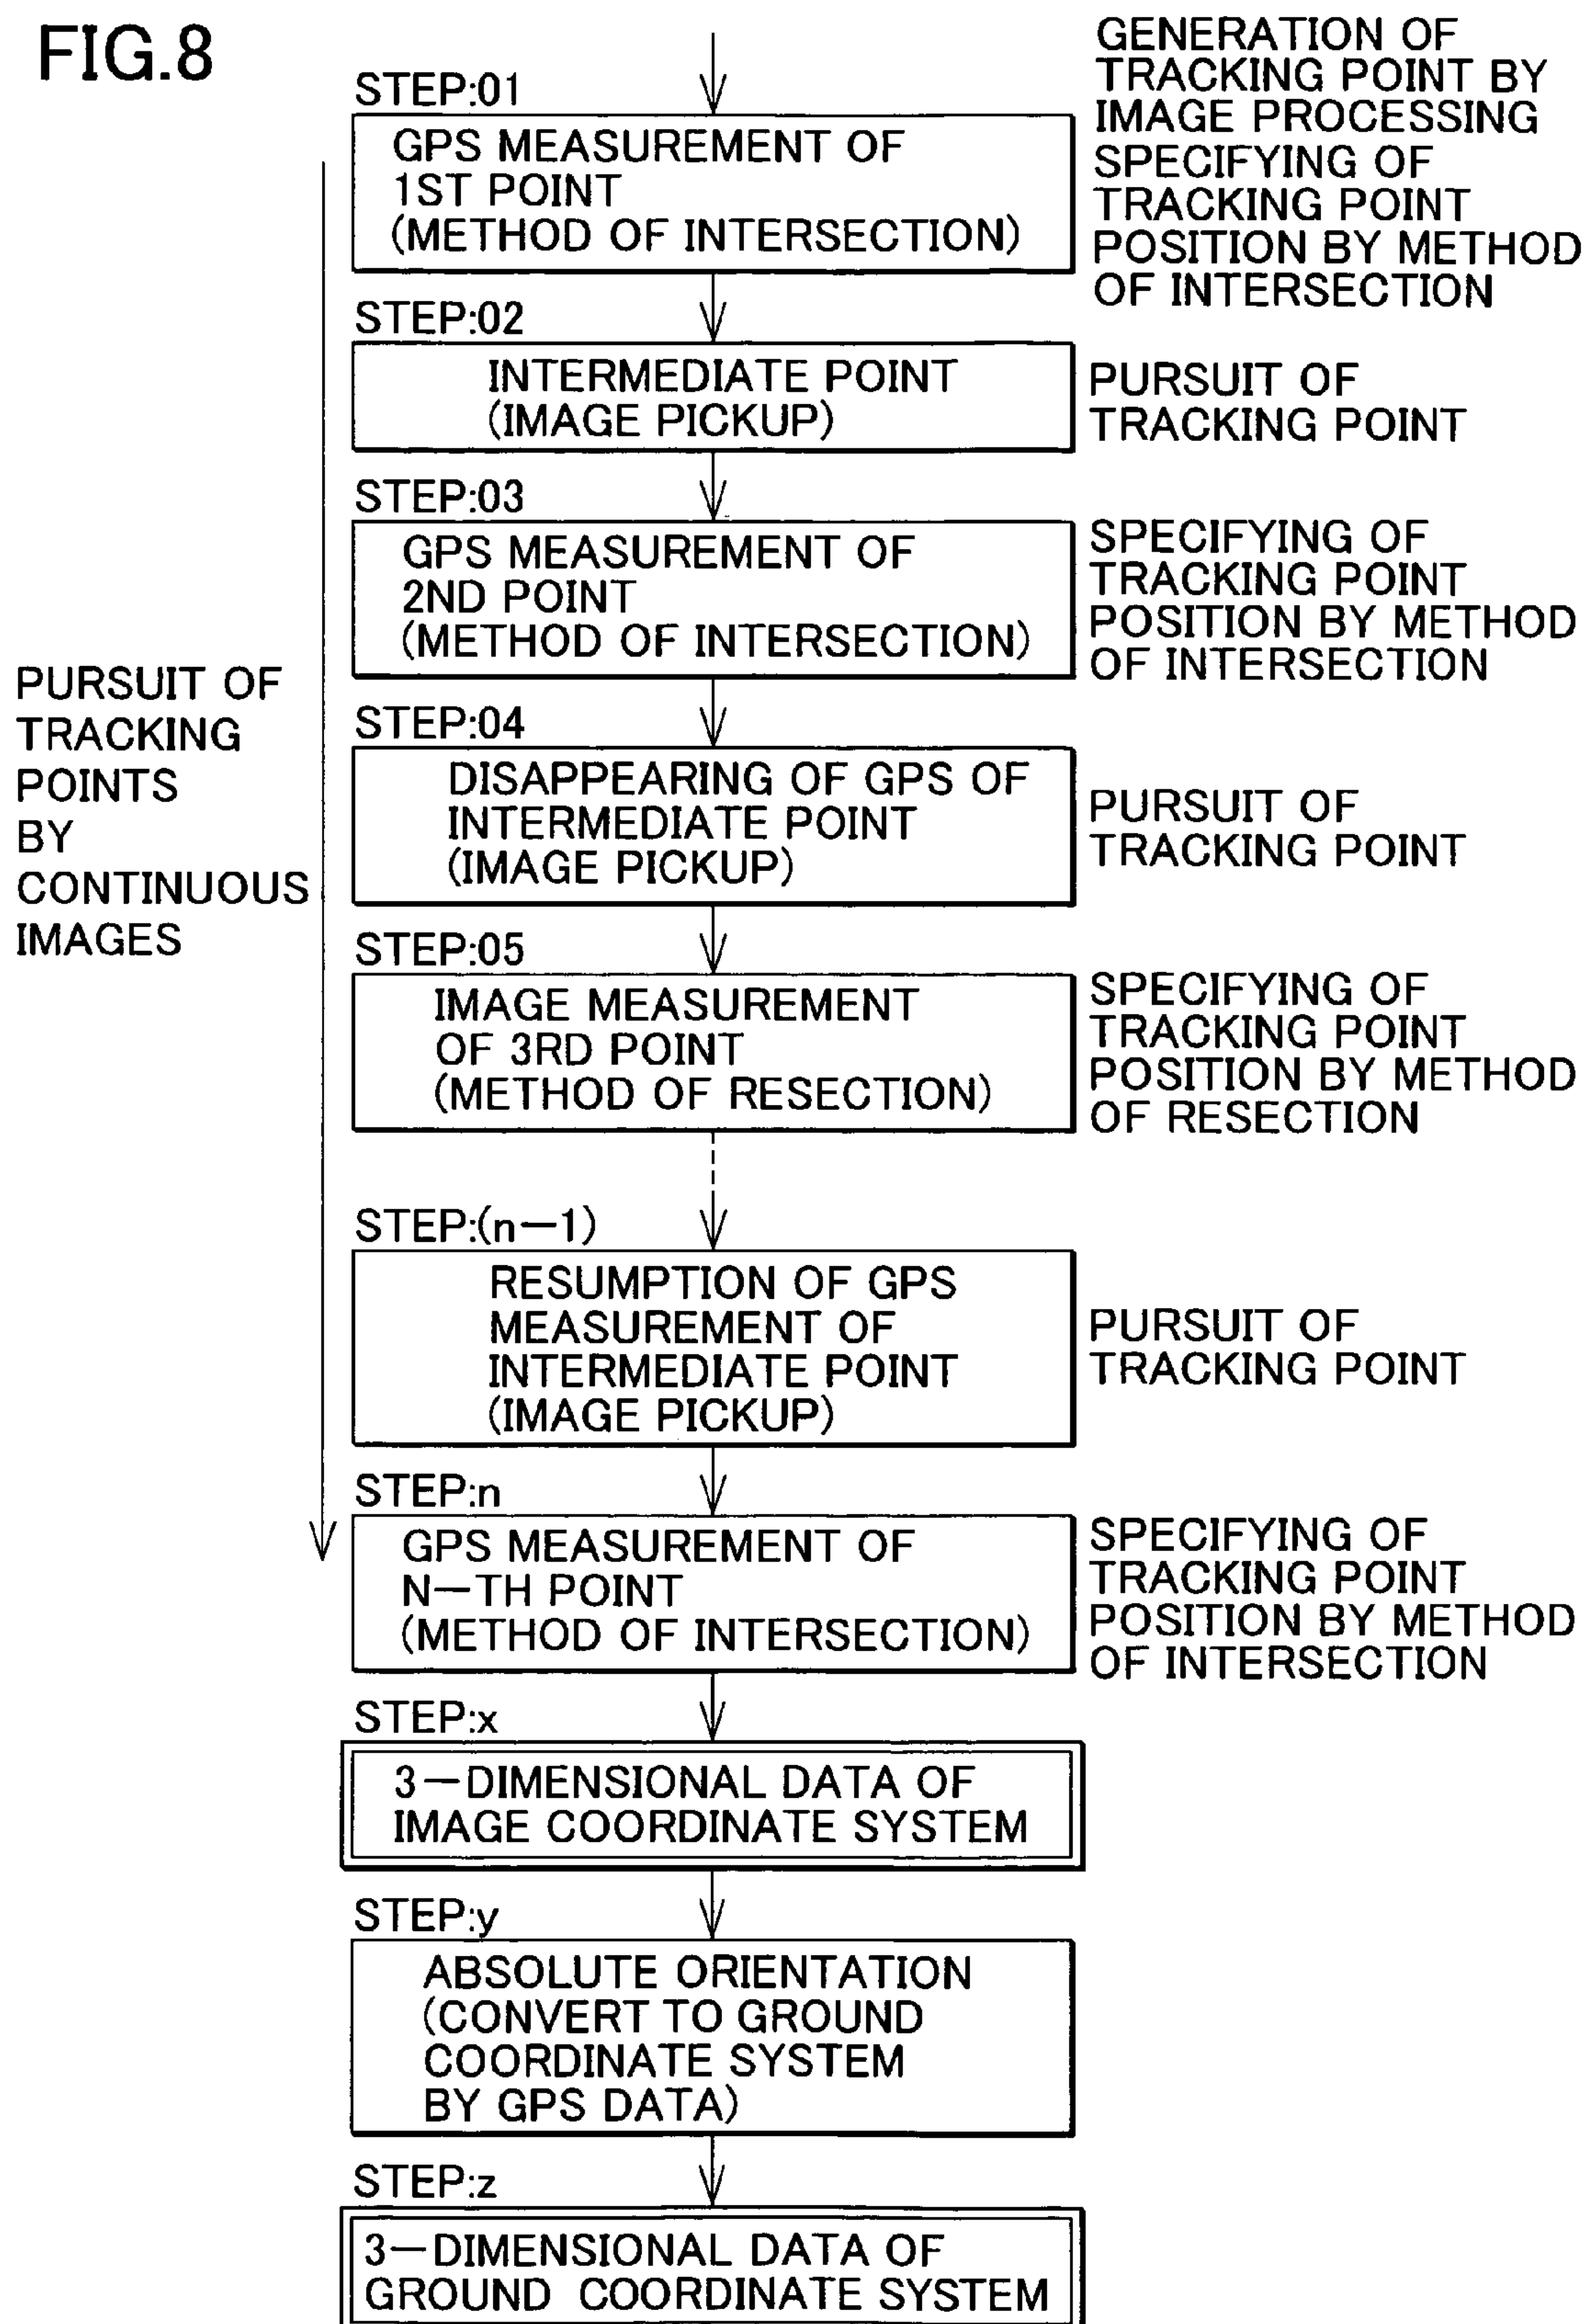 FIG.8
GENERATION OF
TRACKING POINT BY
IMAGE PROCESSING
STEP:01
GPS MEASUREMENT OF
1ST POINT
(METHOD OF INTERSECTION)
SPECIFYING OF
TRACKING POINT
POSITION BY METHOD
OF INTERSECTION
STEP:02
INTERMEDIATE POINT
(IMAGE PICKUP)
PURSUIT OF
TRACKING POINT
STEP:03
GPS MEASUREMENT OF
2ND POINT
(METHOD OF INTERSECTION)
SPECIFYING OF
TRACKING POINT
POSITION BY METHOD
OF INTERSECTION
PURSUIT OF
TRACKING
POINTS
BY
CONTINUOUS
IMAGES
STEP:04
DISAPPEARING OF GPS OF
INTERMEDIATE POINT
(IMAGE PICKUP)
PURSUIT OF
TRACKING POINT
STEP:05
IMAGE MEASUREMENT
OF 3RD POINT
(METHOD OF RESECTION)
SPECIFYING OF
TRACKING POINT
POSITION BY METHOD
OF RESECTION
STEP:(n-1)
RESUMPTION OF GPS
MEASUREMENT OF
INTERMEDIATE POINT
(IMAGE PICKUP)
PURSUIT OF
TRACKING POINT
STEP:n
GPS MEASUREMENT OF
N-TH POINT
(METHOD OF INTERSECTION)
SPECIFYING OF
TRACKING POINT
POSITION BY METHOD
OF INTERSECTION
STEP:x
3-DIMENSIONAL DATA OF
IMAGE COORDINATE SYSTEM
STEP:y
ABSOLUTE ORIENTATION
(CONVERT TO GROUND
COORDINATE SYSTEM
BY GPS DATA)
STEP:z
3-DIMENSIONAL DATA OF
GROUND COORDINATE SYSTEM